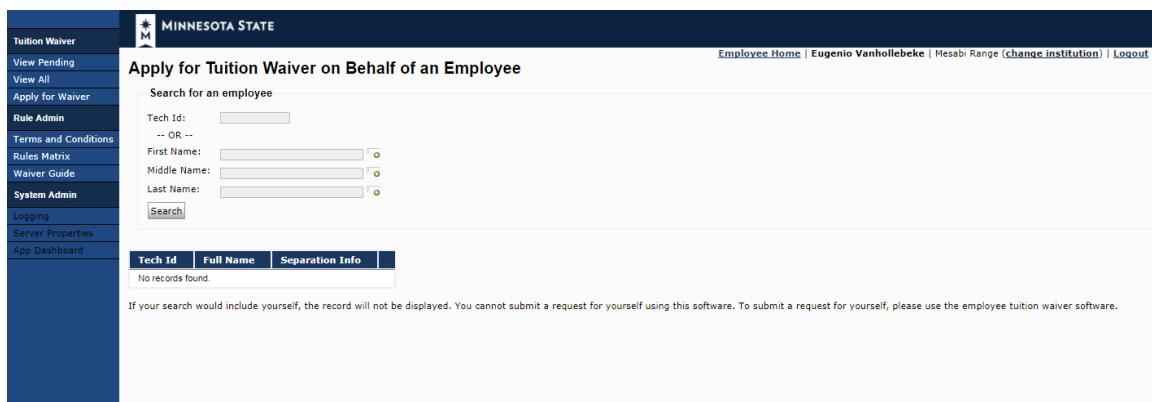 MINNESOTA STATE
Employee Home | Eugenio Vanhollebeke | Mesabi Range (change institution) | Logout
Tuition Waiver
View Pending
View All
Apply for Waiver
Rule Admin
Terms and Conditions
Rules Matrix
Waiver Guide
System Admin
Logging
Server Properties
App Dashboard
Apply for Tuition Waiver on Behalf of an Employee
Search for an employee
Tech Id:
-- OR --
First Name:
Middle Name:
Last Name:
Search
Tech Id Full Name Separation Info
No records found.
If your search would include yourself, the record will not be displayed. You cannot submit a request for yourself using this software. To submit a request for yourself, please use the employee tuition waiver software.